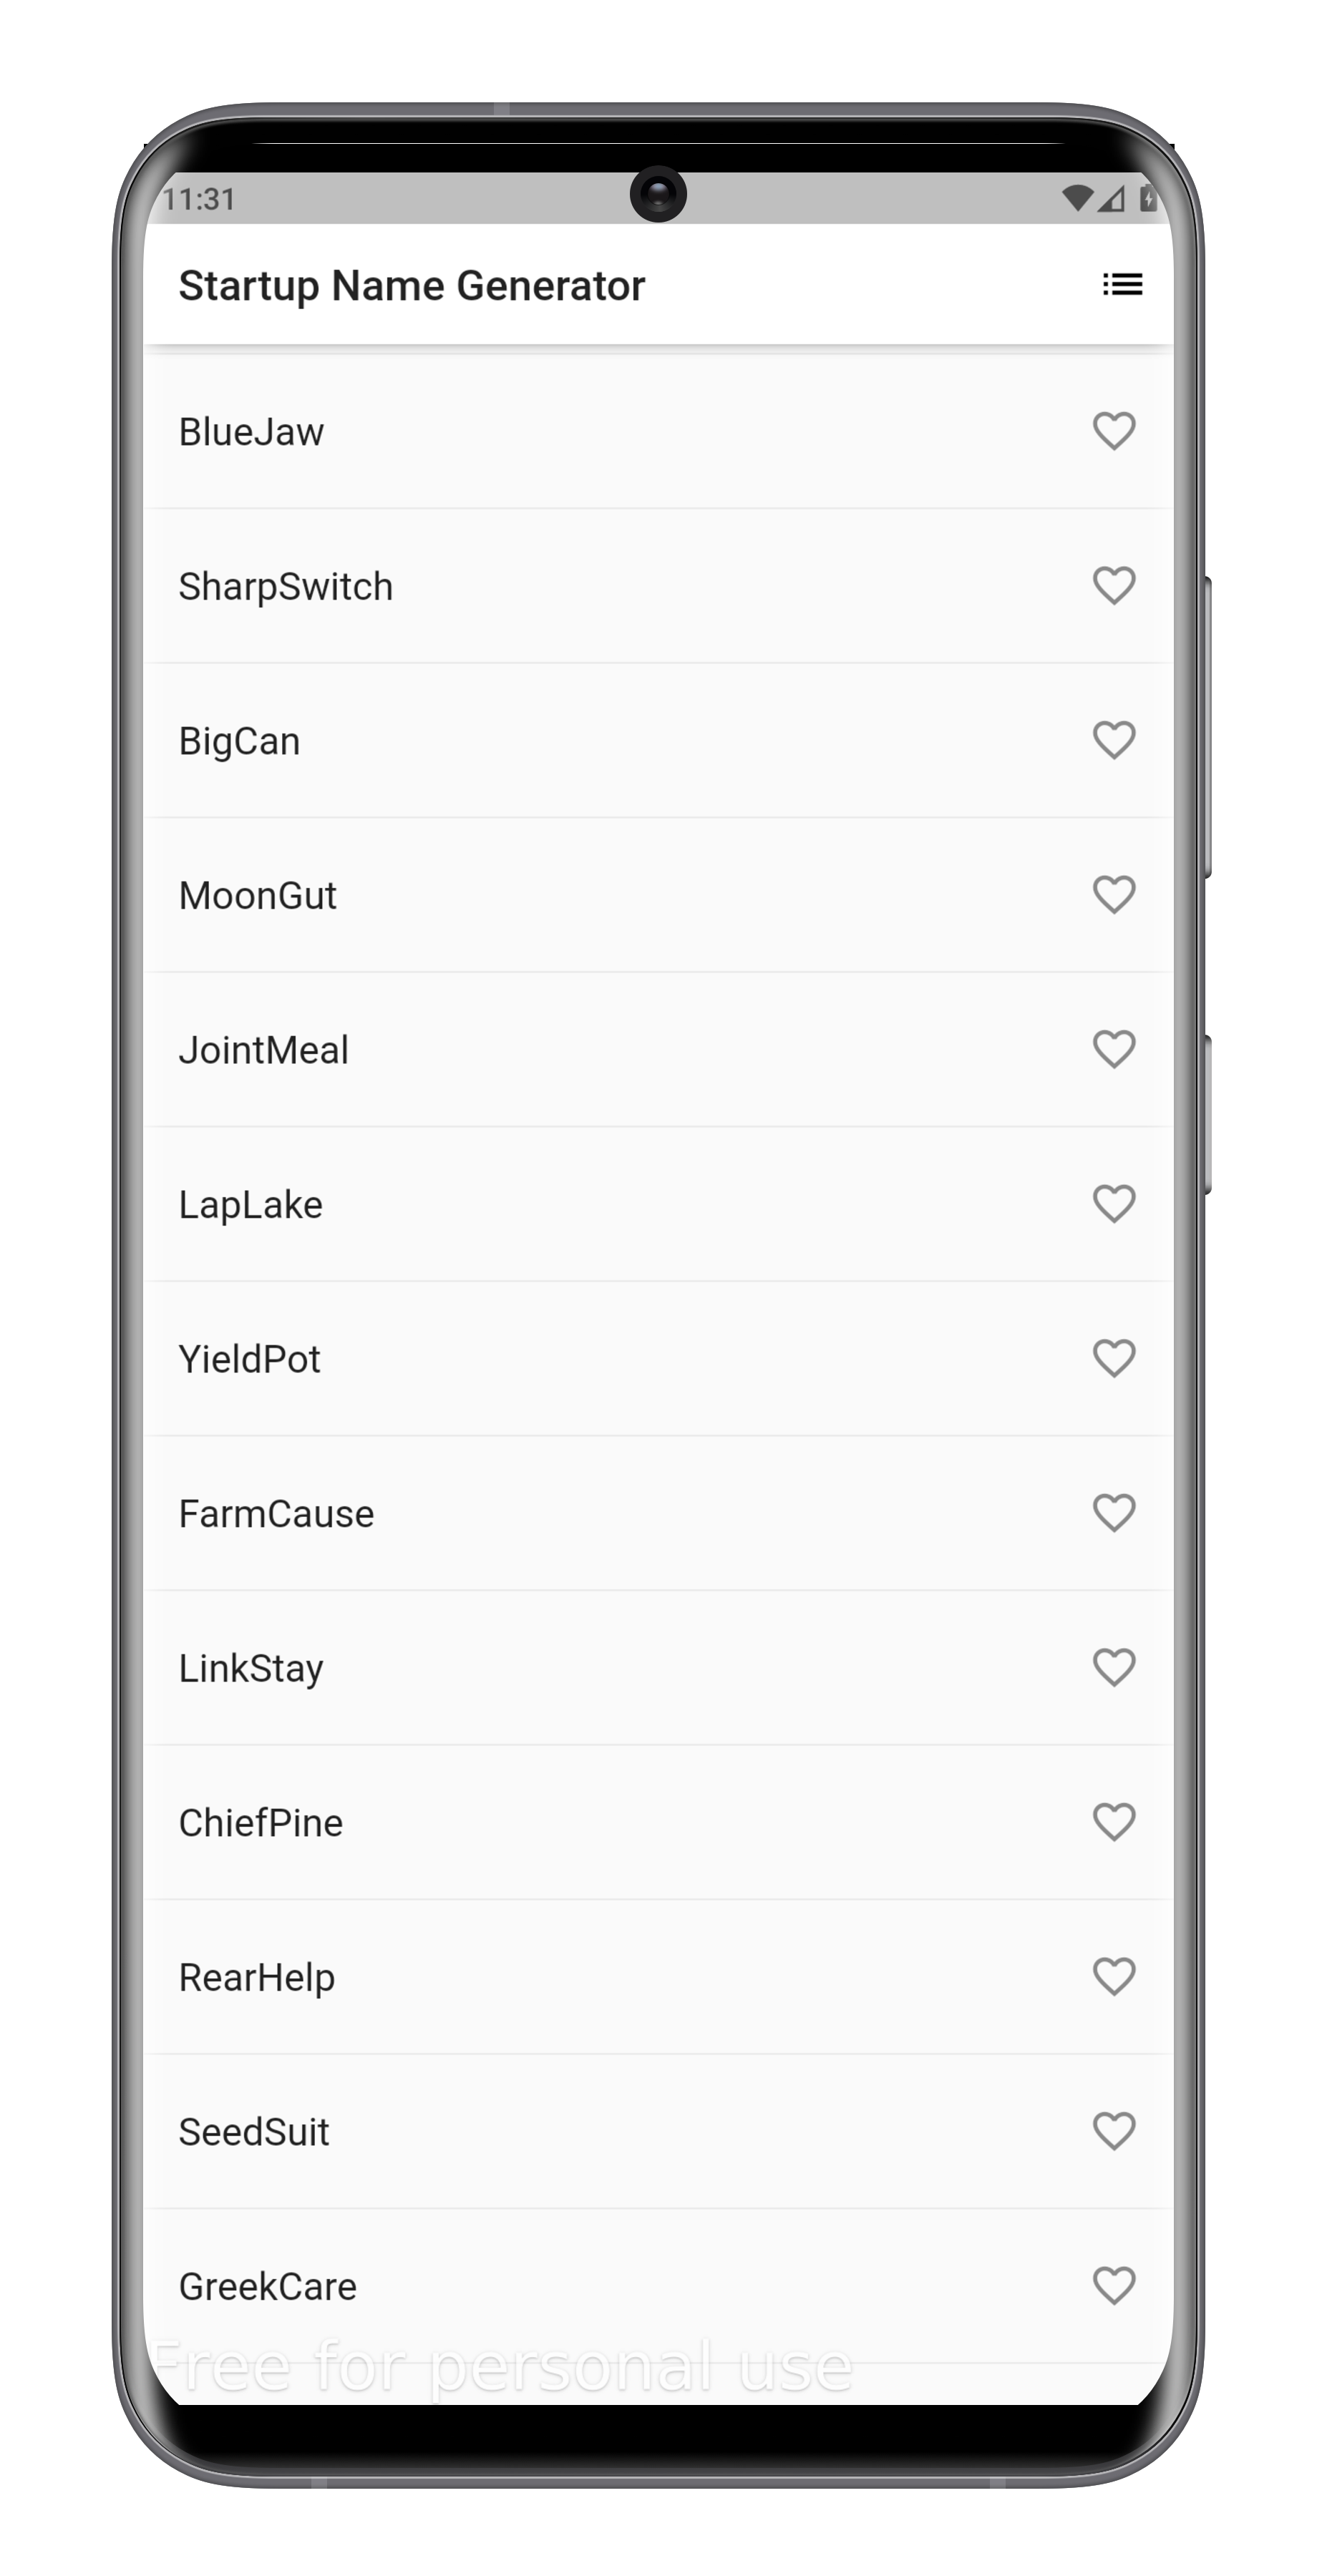 11:31
Startup Name Generator
BlueJaw
SharpSwitch
BigCan
MoonGut
JointMeal
LapLake
YieldPot
FarmCause
LinkStay
ChiefPine
RearHelp
SeedSuit
GreekCare
Free for personal use